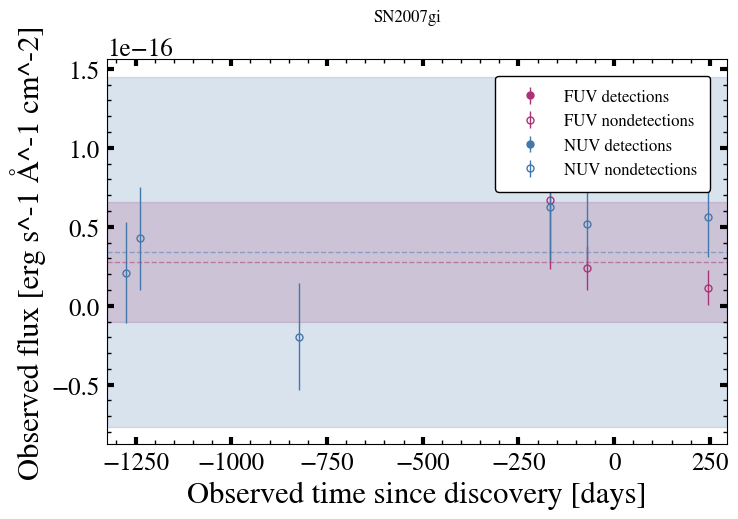 SN2007gi
1e−16
FUV detections
FUV nondetections
NUV detections
NUV nondetections
1.5
1.0
0.5
0.0
−0.5
−1250 −1000 −750 −500 −250 0 250
Observed time since discovery [days]
Observed flux [erg s^-1 Å^-1 cm^-2]